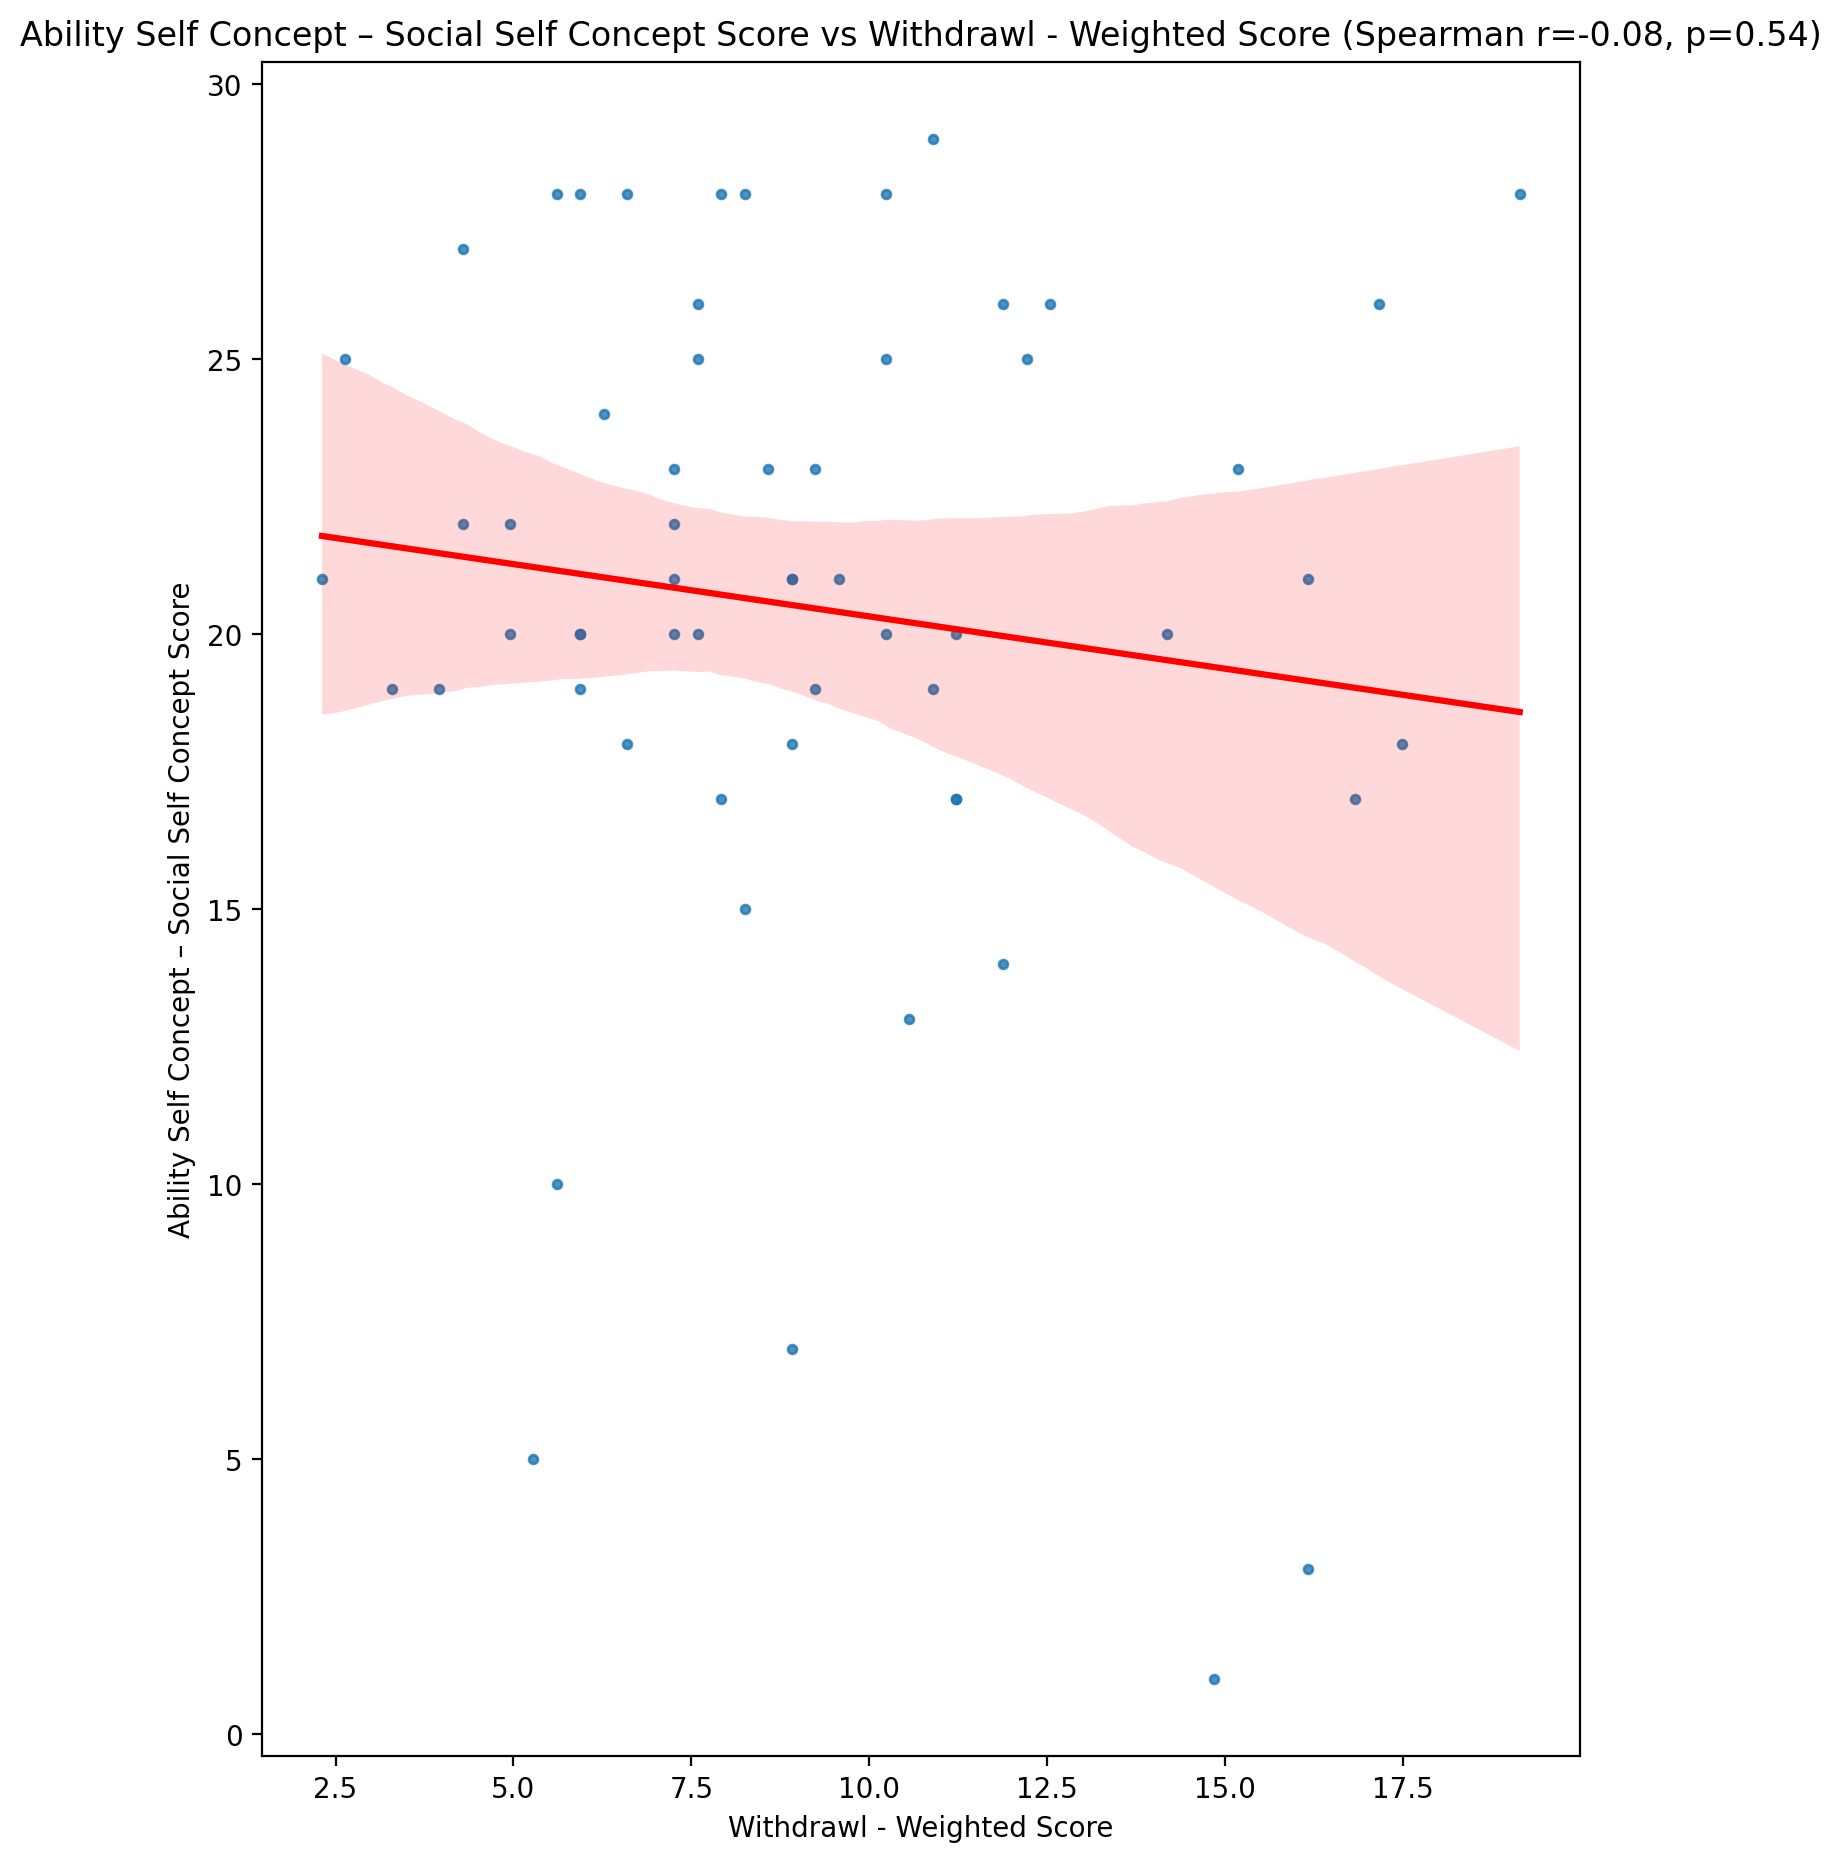 Ability Self Concept – Social Self Concept Score vs Withdrawl - Weighted Score (Spearman r=-0.08, p=0.54)
30
25
20
15
10
5
0
Ability Self Concept – Social Self Concept Score
2.5 5.0 7.5 10.0 12.5 15.0 17.5
Withdrawl - Weighted Score